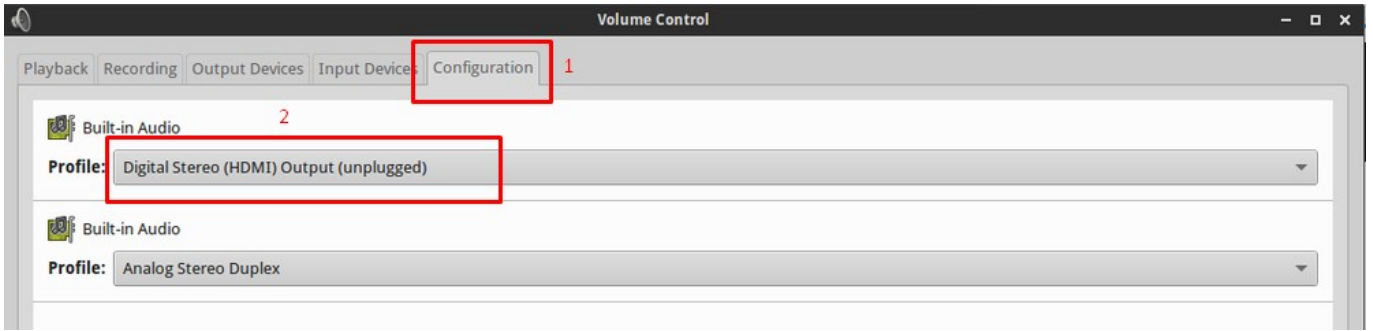 Volume Control
Playback Recording Output Devices Input Devices Configuration 1
2
Built-in Audio
Profile: Digital Stereo (HDMI) Output (unplugged)
Built-in Audio
Profile: Analog Stereo Duplex